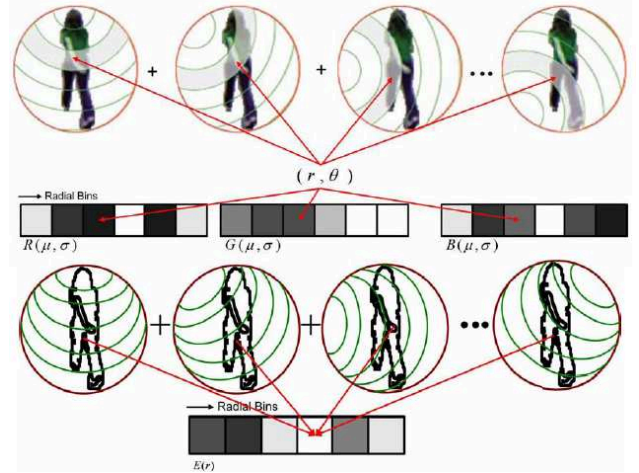 + + •••
( r , θ )
Radial Bins
R(μ, σ) G(μ, σ) B(μ, σ)
+ + •••
Radial Bins
E(r)